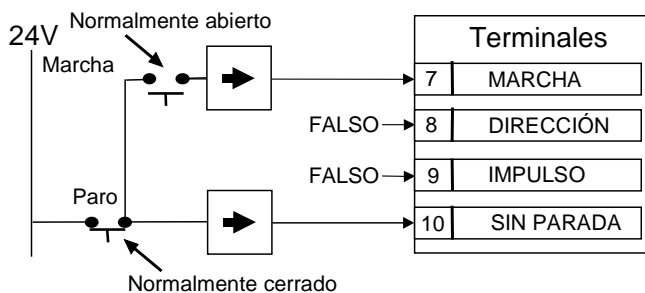 Normalmente abierto
24V
Marcha
Terminales
7 MARCHA
FALSO 8 DIRECCIÓN
FALSO 9 IMPULSO
Paro
10 SIN PARADA
Normalmente cerrado